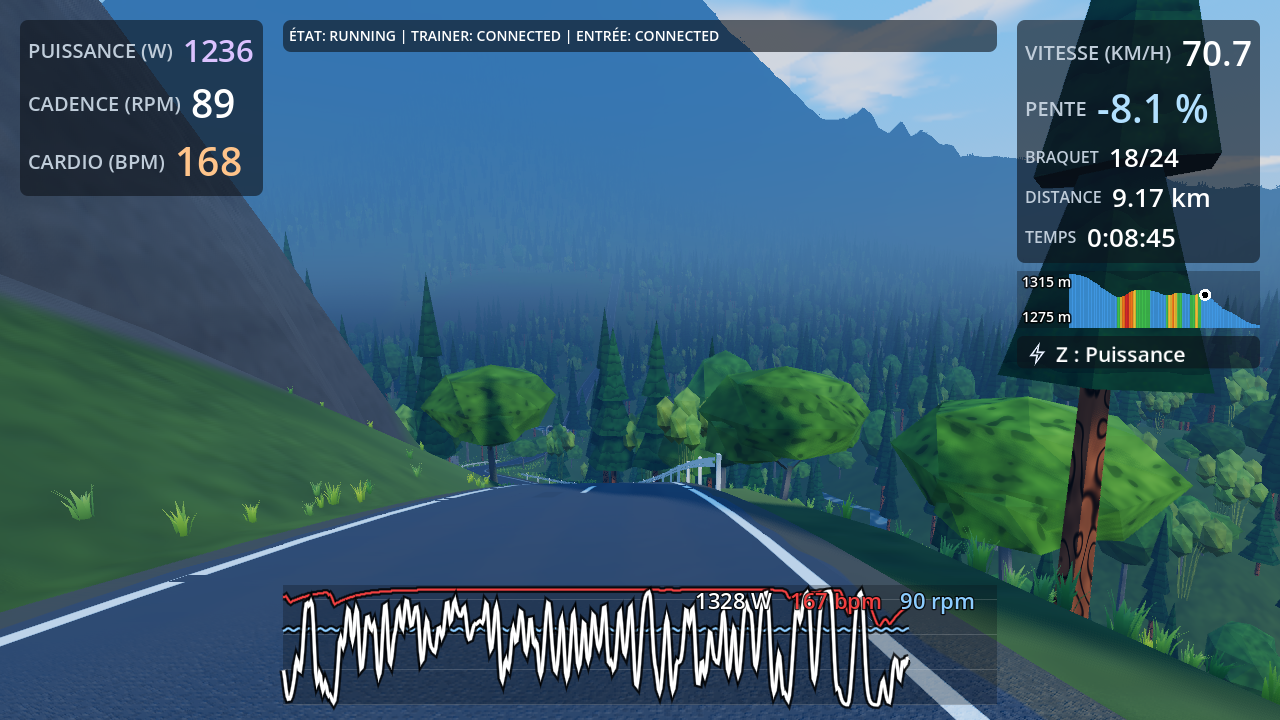 PUISSANCE (W) 1236
CADENCE (RPM) 89
CARDIO (BPM) 168
ÉTAT: RUNNING | TRAINER: CONNECTED | ENTRÉE: CONNECTED
VITESSE (KM/H) 70.7
PENTE -8.1 %
BRAQUET 18/24
DISTANCE 9.17 km
TEMPS 0:08:45
1315 m
1275 m
Z : Puissance
1328 W 167 bpm 90 rpm